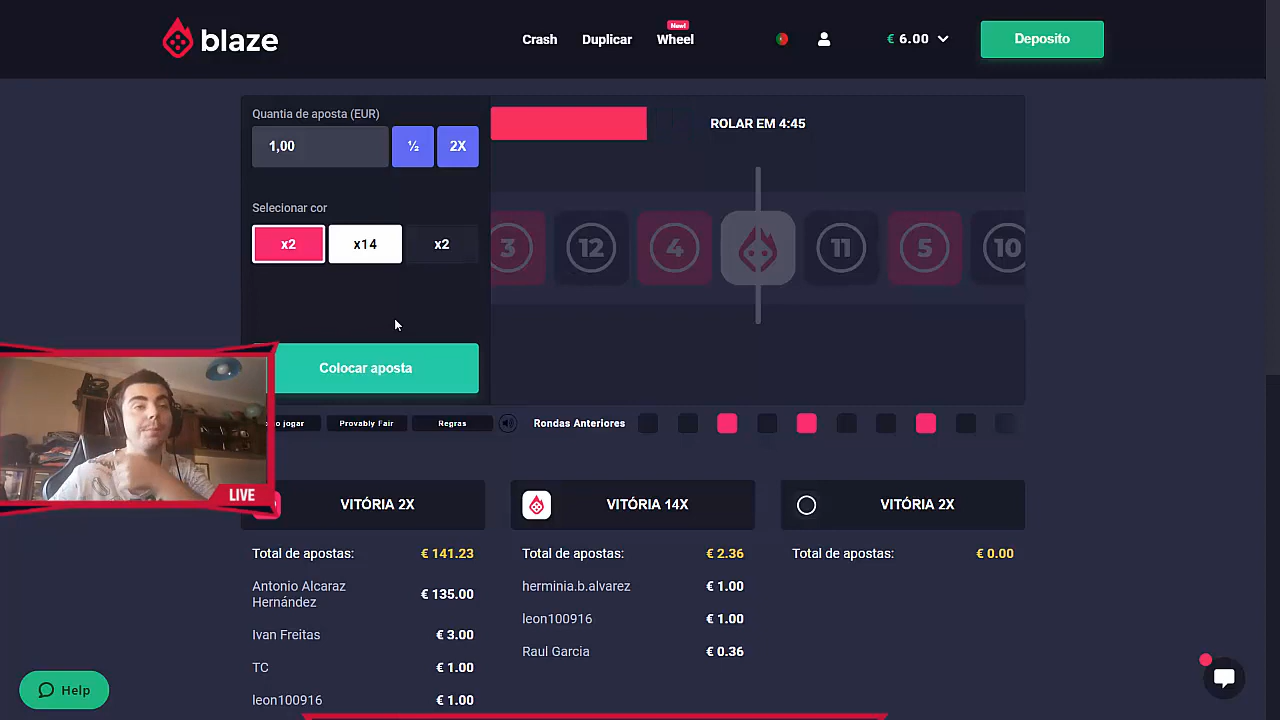 blaze
Crash
Duplicar
New!
Wheel
€ 6.00
Deposito
Quantia de aposta (EUR)
1,00
½
2X
ROLAR EM 4:45
Selecionar cor
x2
x14
x2
3
12
4
11
5
10
Colocar aposta
jogar
Provably Fair
Regras
Rondas Anteriores
LIVE
VITÓRIA 2X
Total de apostas:
€ 141.23
Antonio Alcaraz
Hernández
€ 135.00
Ivan Freitas
€ 3.00
TC
€ 1.00
leon100916
€ 1.00
VITÓRIA 14X
Total de apostas:
€ 2.36
herminia.b.alvarez
€ 1.00
leon100916
€ 1.00
Raul Garcia
€ 0.36
VITÓRIA 2X
Total de apostas:
€ 0.00
Help